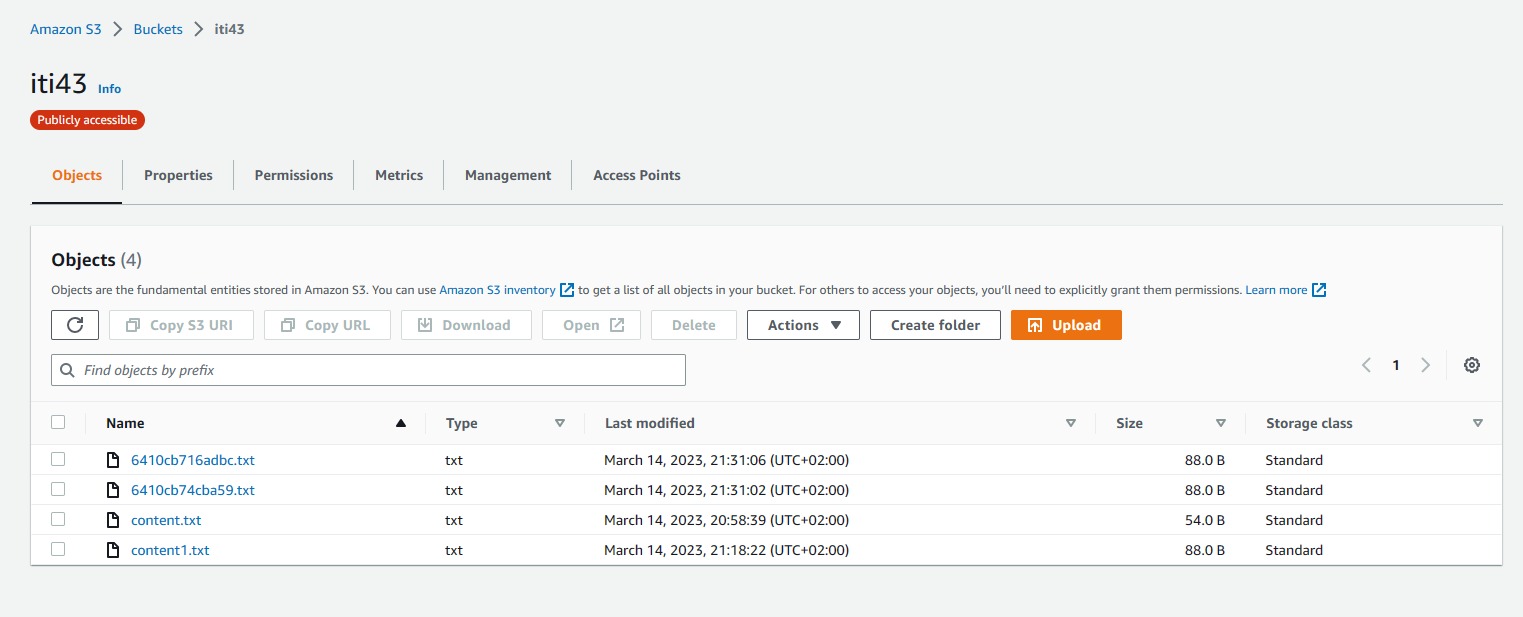 Amazon S3 > Buckets > iti43
iti43 Info
Publicly accessible
Objects Properties Permissions Metrics Management Access Points
Objects (4)
Objects are the fundamental entities stored in Amazon S3. You can use Amazon S3 inventory to get a list of all objects in your bucket. For others to access your objects, you'll need to explicitly grant them permissions. Learn more
Copy S3 URI Copy URL Download Open Delete Actions Create folder Upload
Find objects by prefix 1
Name Type Last modified Size Storage class
6410cb716adbc.txt txt March 14, 2023, 21:31:06 (UTC+02:00) 88.0 B Standard
6410cb74cba59.txt txt March 14, 2023, 21:31:02 (UTC+02:00) 88.0 B Standard
content.txt txt March 14, 2023, 20:58:39 (UTC+02:00) 54.0 B Standard
content1.txt txt March 14, 2023, 21:18:22 (UTC+02:00) 88.0 B Standard